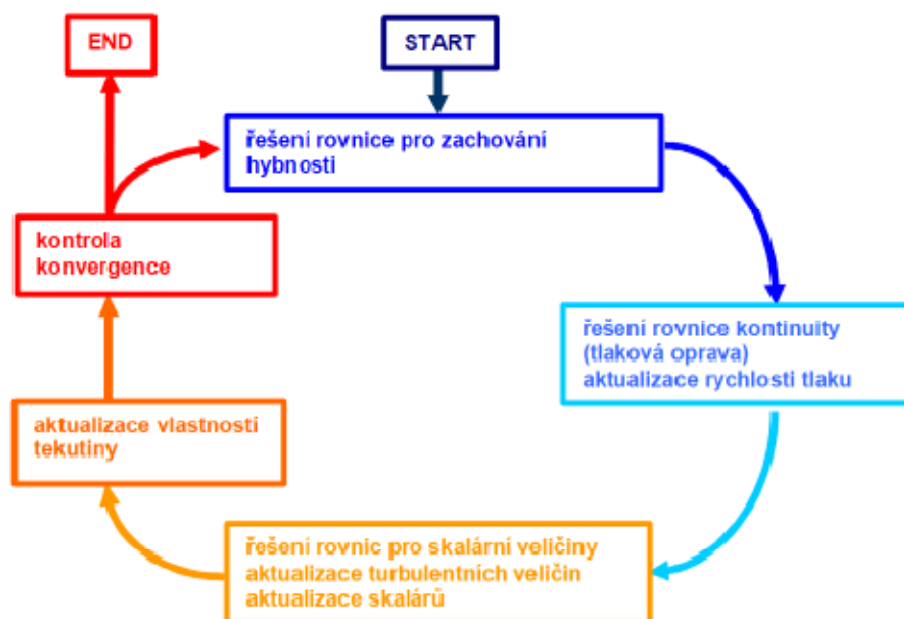 END
START
řešení rovnice pro zachování
hybnosti
kontrola
konvergence
řešení rovnice kontinuity
(tlaková oprava)
aktualizace rychlosti tlaku
aktualizace vlastností
tekutiny
řešení rovnic pro skalární veličiny
aktualizace turbulentních veličin
aktualizace skalárů